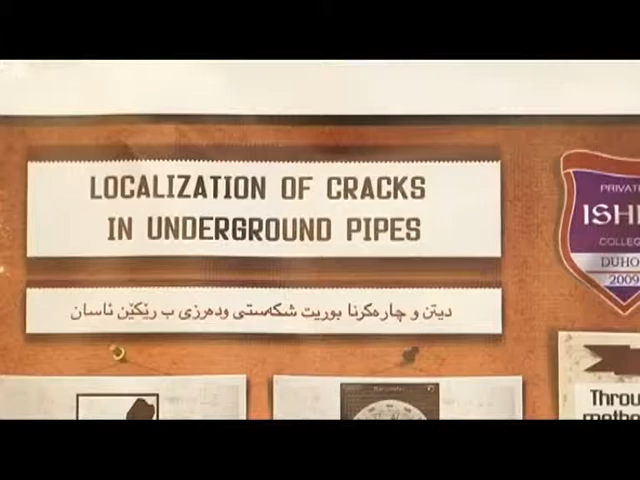 LOCALIZATION OF CRACKS
IN UNDERGROUND PIPES
دیتن و چارەکرنا بوریت شکەستی ودەرزی ب رێکێن ئاسان
PRIVATE
ISH
COLLEG
DUHO
2009
Throu